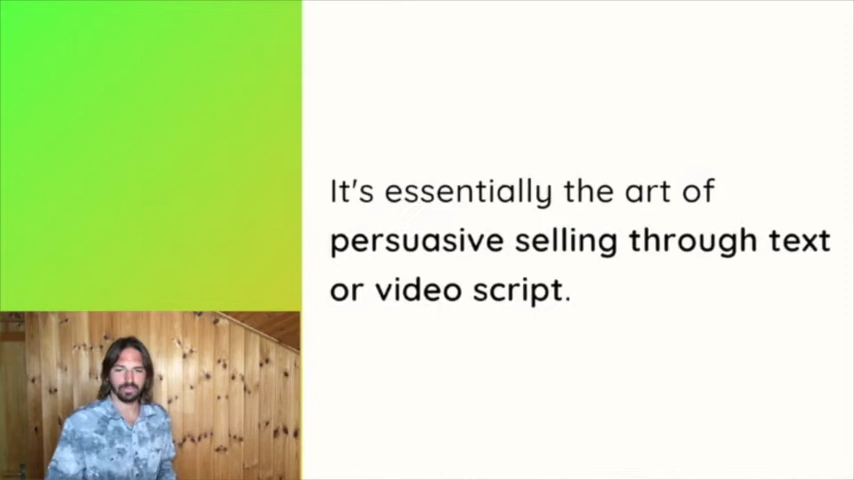 It's essentially the art of
persuasive selling through text
or video script.